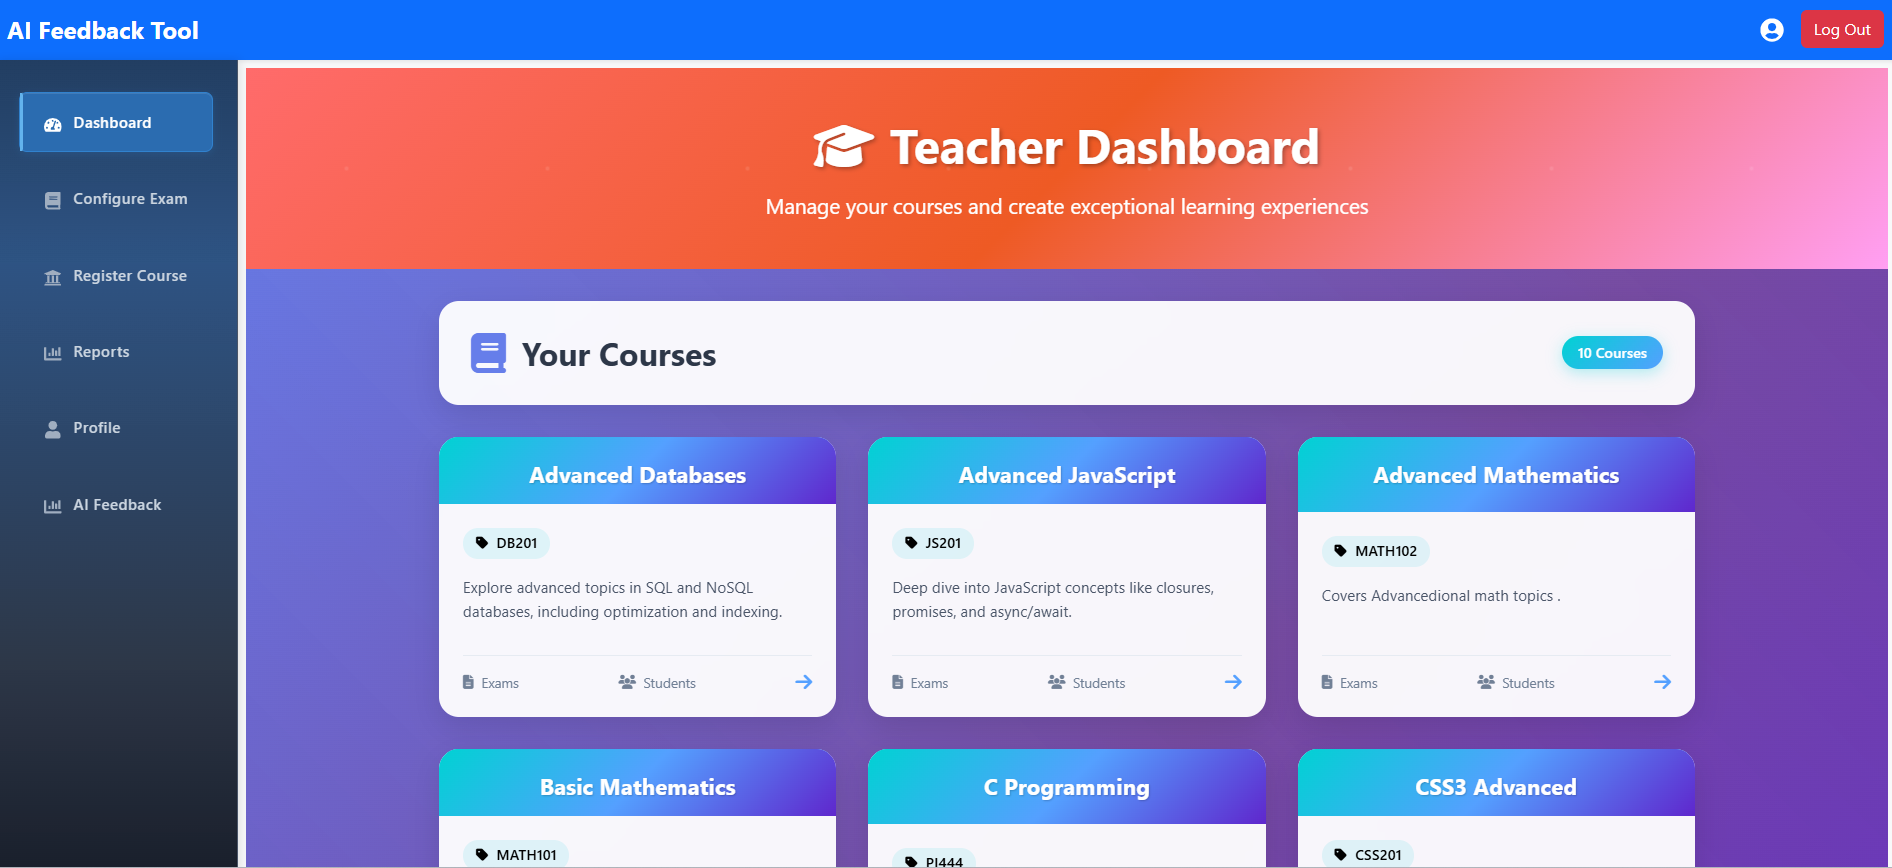 AI Feedback Tool
Log Out
Dashboard
Configure Exam
Register Course
Reports
Profile
AI Feedback
Teacher Dashboard
Manage your courses and create exceptional learning experiences
Your Courses
10 Courses
Advanced Databases
DB201
Explore advanced topics in SQL and NoSQL
databases, including optimization and indexing.
Exams
Students
Advanced JavaScript
JS201
Deep dive into JavaScript concepts like closures,
promises, and async/await.
Exams
Students
Advanced Mathematics
MATH102
Covers Advancedional math topics .
Exams
Students
Basic Mathematics
MATH101
C Programming
PJ444
CSS3 Advanced
CSS201